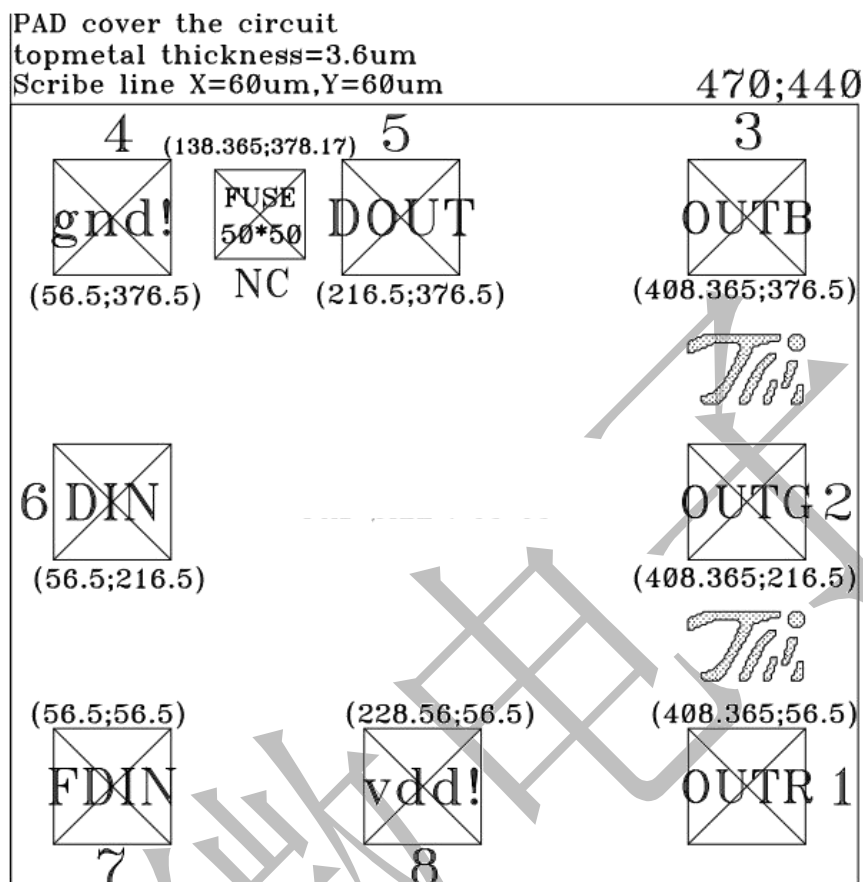 PAD cover the circuit
topmetal thickness=3.6um
Scribe line X=60um,Y=60um
470;440
4 (138.365;378.17) 5 3
gnd! FUSE 50*50 DOUT OUTB
NC
(56.5;376.5) (216.5;376.5) (408.365;376.5)
6 DIN OUTG 2
(56.5;216.5) (408.365;216.5)
(56.5;56.5) (228.56;56.5) (408.365;56.5)
FDIN vdd! OUTR 1
7 8